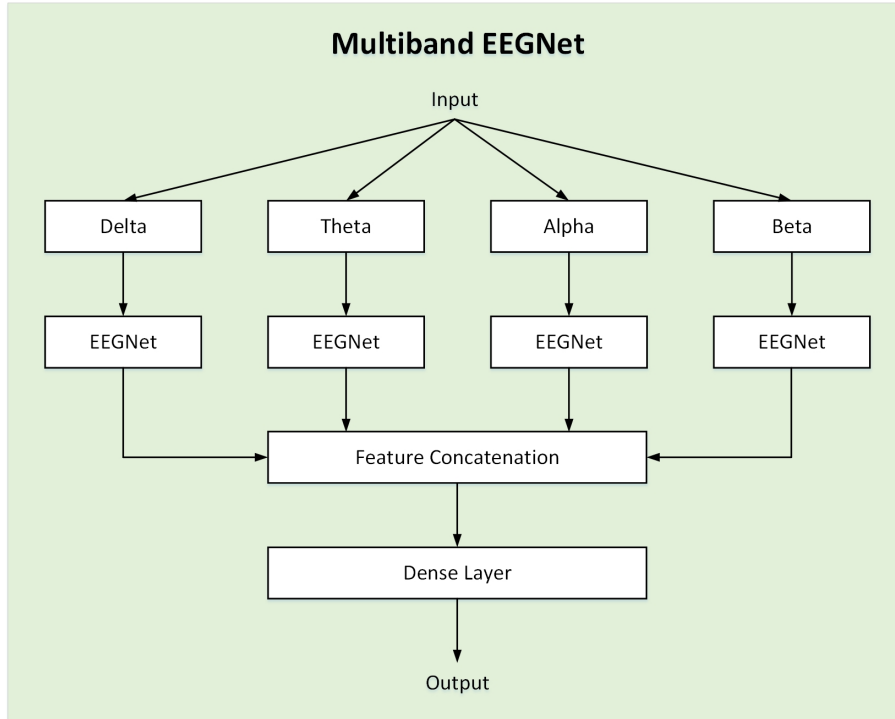 Multiband EEGNet
Input
Delta
Theta
Alpha
Beta
EEGNet
EEGNet
EEGNet
EEGNet
Feature Concatenation
Dense Layer
Output